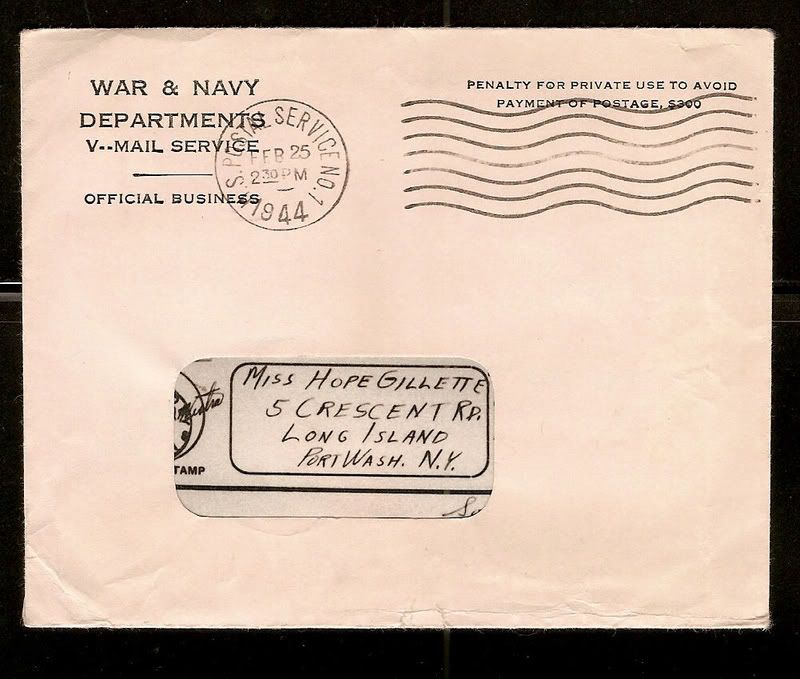 WAR & NAVY
DEPARTMENTS
V--MAIL SERVICE
OFFICIAL BUSINESS
U.S. POSTAL SERVICE NO.1
FEB 25
2 30 PM
1944
PENALTY FOR PRIVATE USE TO AVOID
PAYMENT OF POSTAGE, $300
MISS HOPE GILLETTE
5 CRESCENT RD.
LONG ISLAND
PORT WASH. N.Y.